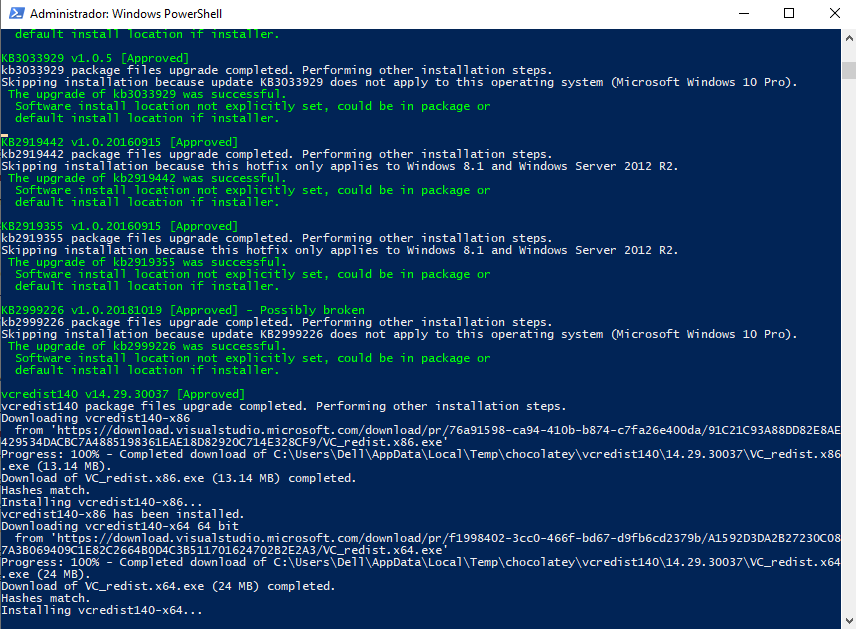 Administrador: Windows PowerShell
default install location if installer.
KB3033929 v1.0.5 [Approved]
kb3033929 package files upgrade completed. Performing other installation steps.
Skipping installation because update KB3033929 does not apply to this operating system (Microsoft Windows 10 Pro).
The upgrade of kb3033929 was successful.
Software install location not explicitly set, could be in package or
default install location if installer.
KB2919442 v1.0.20160915 [Approved]
kb2919442 package files upgrade completed. Performing other installation steps.
Skipping installation because this hotfix only applies to Windows 8.1 and Windows Server 2012 R2.
The upgrade of kb2919442 was successful.
Software install location not explicitly set, could be in package or
default install location if installer.
KB2919355 v1.0.20160915 [Approved]
kb2919355 package files upgrade completed. Performing other installation steps.
Skipping installation because this hotfix only applies to Windows 8.1 and Windows Server 2012 R2.
The upgrade of kb2919355 was successful.
Software install location not explicitly set, could be in package or
default install location if installer.
KB2999226 v1.0.20181019 [Approved] - Possibly broken
kb2999226 package files upgrade completed. Performing other installation steps.
Skipping installation because update KB2999226 does not apply to this operating system (Microsoft Windows 10 Pro).
The upgrade of kb2999226 was successful.
Software install location not explicitly set, could be in package or
default install location if installer.
vcredist140 v14.29.30037 [Approved]
vcredist140 package files upgrade completed. Performing other installation steps.
Downloading vcredist140-x86
from 'https://download.visualstudio.microsoft.com/download/pr/76a91598-ca94-410b-b874-c7fa26e400da/91C21C93A88DD82E8AE
429534DACBC7A4885198361EAE18D82920C714E328CF9/VC_redist.x86.exe'
Progress: 100% - Completed download of C:\Users\Dell\AppData\Local\Temp\chocolatey\vcredist140\14.29.30037\VC_redist.x86
.exe (13.14 MB).
Download of VC_redist.x86.exe (13.14 MB) completed.
Hashes match.
Installing vcredist140-x86...
vcredist140-x86 has been installed.
Downloading vcredist140-x64 64 bit
from 'https://download.visualstudio.microsoft.com/download/pr/f1998402-3cc0-466f-bd67-d9fb6cd2379b/A1592D3DA2B27230C08
7A3B069409C1E82C2664B0D4C3B511701624702B2E2A3/VC_redist.x64.exe'
Progress: 100% - Completed download of C:\Users\Dell\AppData\Local\Temp\chocolatey\vcredist140\14.29.30037\VC_redist.x64
.exe (24 MB).
Download of VC_redist.x64.exe (24 MB) completed.
Hashes match.
Installing vcredist140-x64...